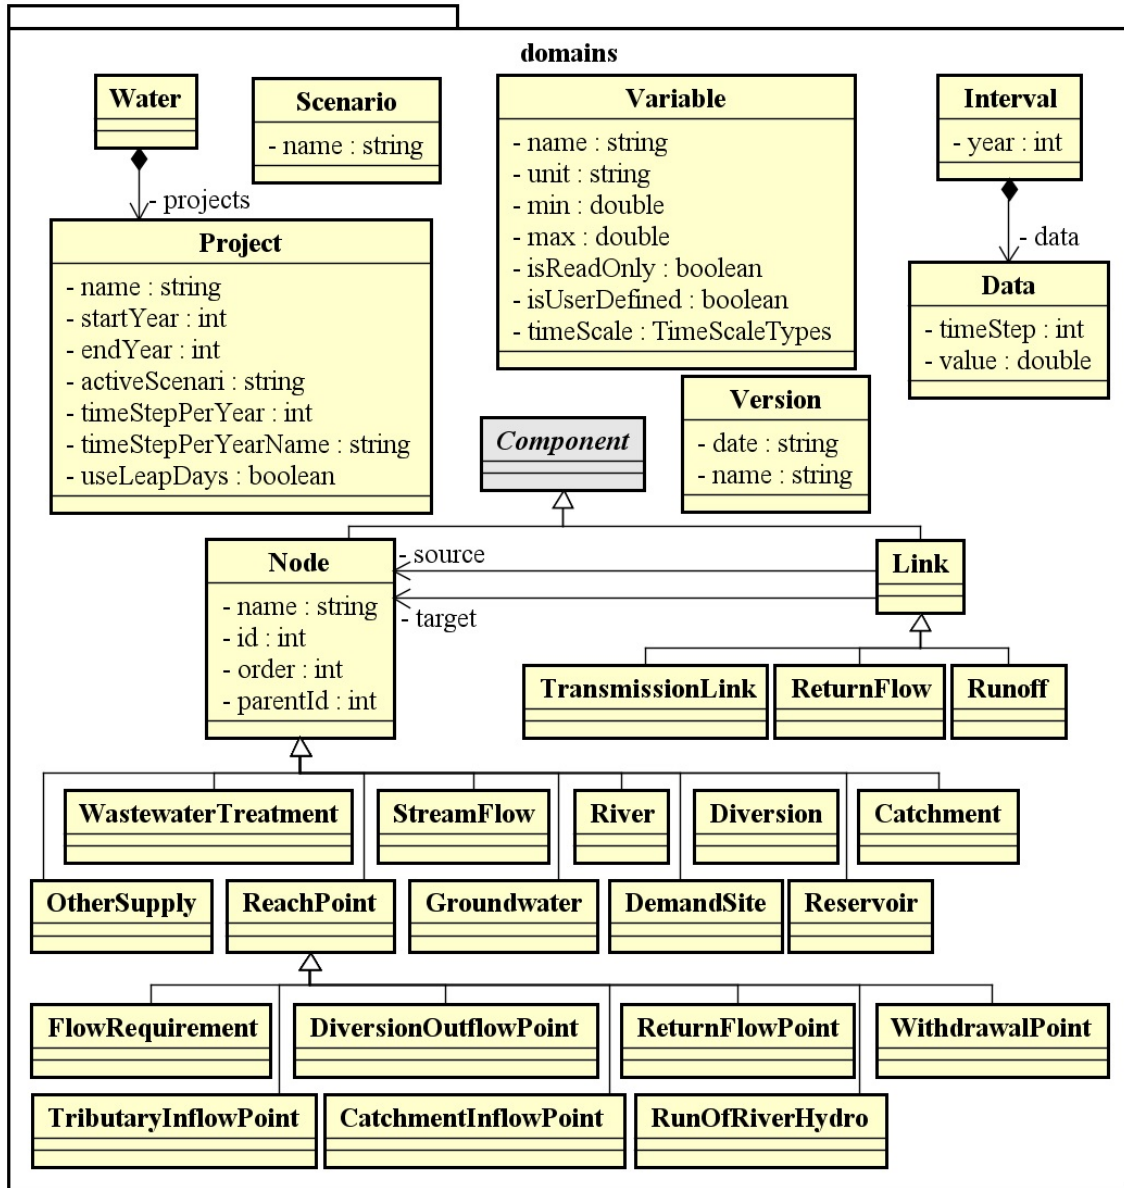 domains
Water
Scenario
- name : string
Variable
- name : string
- unit : string
- min : double
- max : double
- isReadOnly : boolean
- isUserDefined : boolean
- timeScale : TimeScaleTypes
Interval
- year : int
- projects
Project
- name : string
- startYear : int
- endYear : int
- activeScenari : string
- timeStepPerYear : int
- timeStepPerYearName : string
- useLeapDays : boolean
- data
Data
- timeStep : int
- value : double
Version
- date : string
- name : string
Component
Node
- name : string
- id : int
- order : int
- parentId : int
- source
- target
Link
TransmissionLink
ReturnFlow
Runoff
WastewaterTreatment
StreamFlow
River
Diversion
Catchment
OtherSupply
ReachPoint
Groundwater
DemandSite
Reservoir
FlowRequirement
DiversionOutflowPoint
ReturnFlowPoint
WithdrawalPoint
TributaryInflowPoint
CatchmentInflowPoint
RunOfRiverHydro